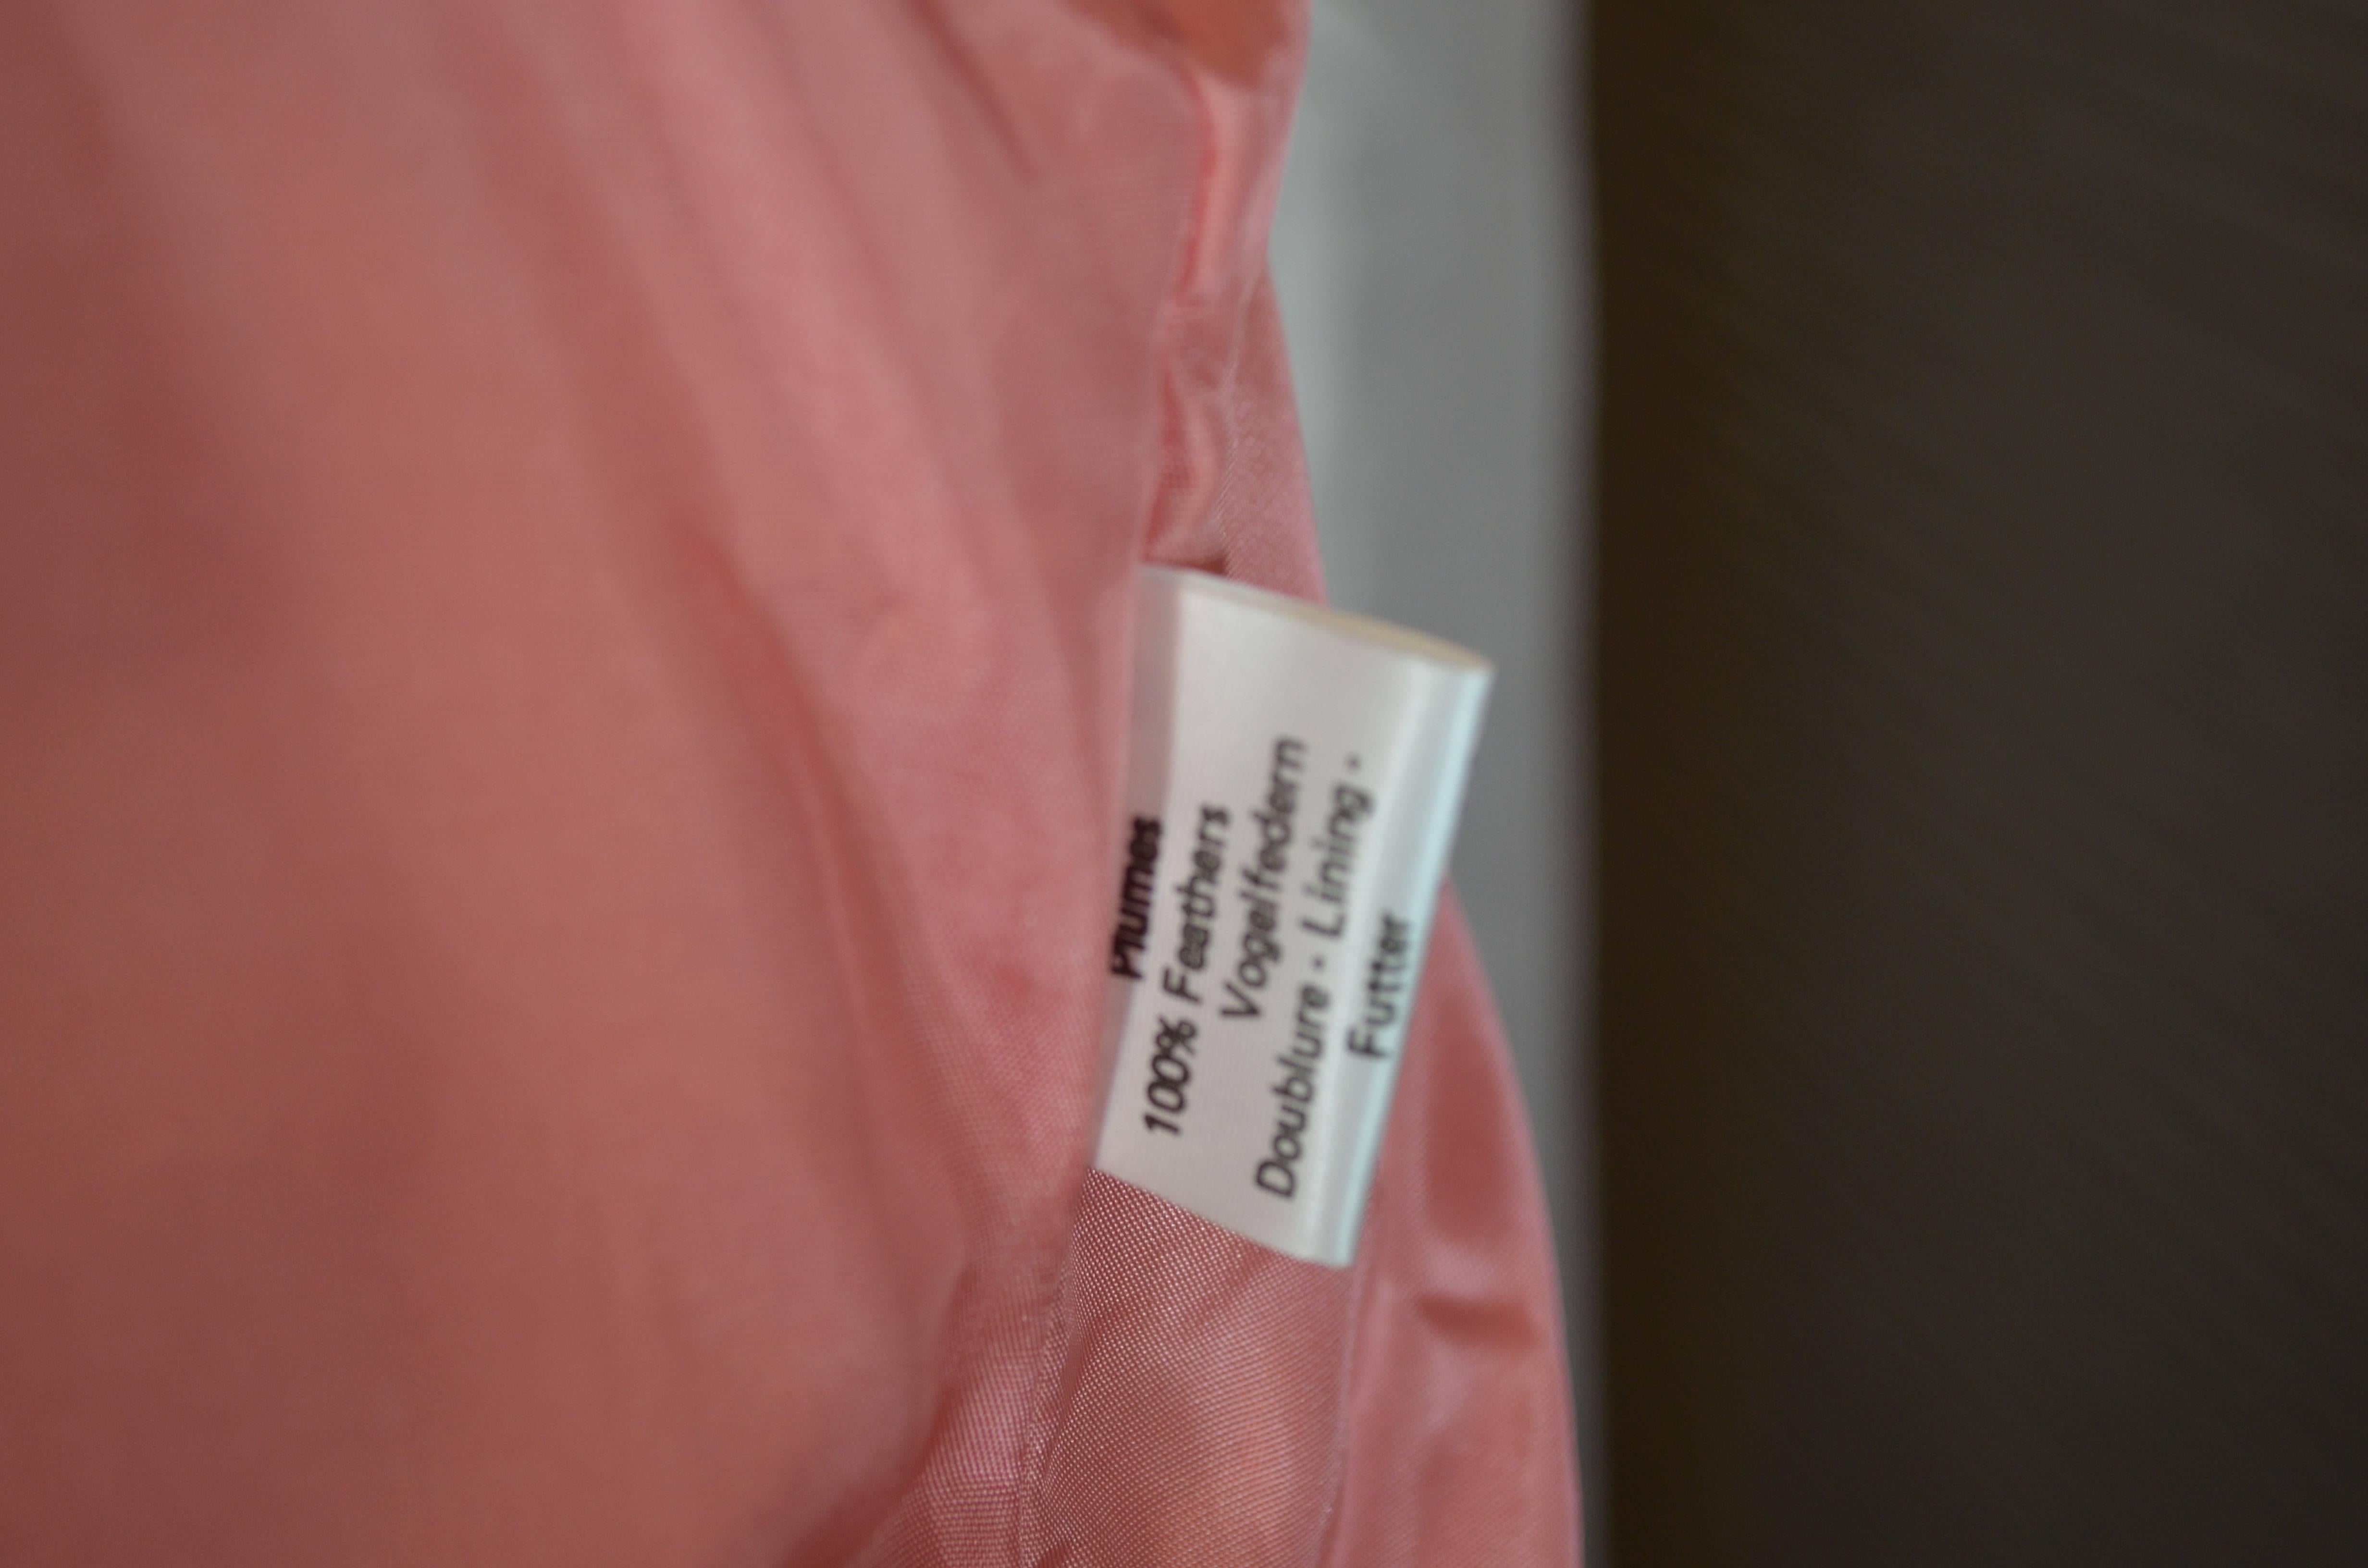 Plumes
100% Feathers
Vogelfedern
Doublure - Lining -
Futter